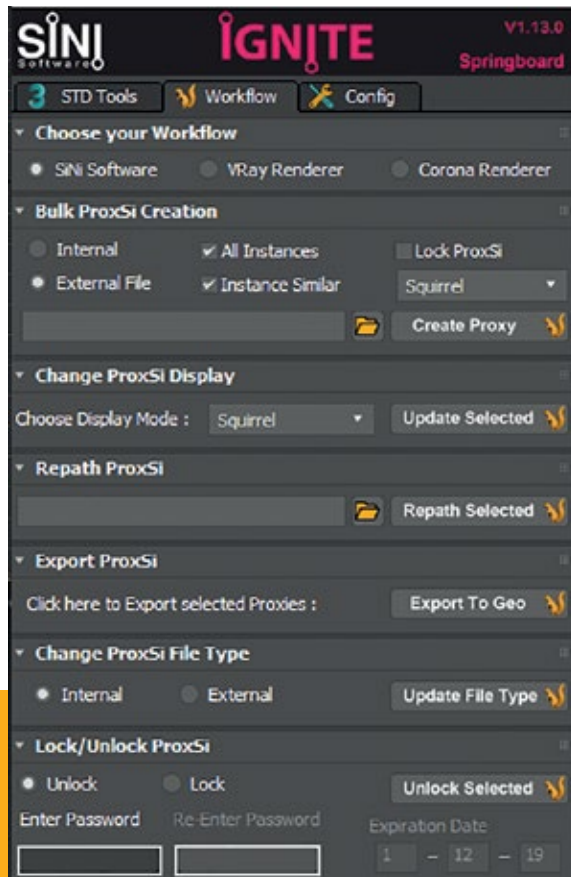 SiNi
Software
IGNITE
V1.13.0
Springboard
3 STD Tools
Workflow
Config
Choose your Workflow
SiNi Software
VRay Renderer
Corona Renderer
Bulk ProxSi Creation
Internal
All Instances
Lock ProxSi
External File
Instance Similar
Squirrel
Create Proxy
Change ProxSi Display
Choose Display Mode :
Squirrel
Update Selected
Repath ProxSi
Repath Selected
Export ProxSi
Click here to Export selected Proxies :
Export To Geo
Change ProxSi File Type
Internal
External
Update File Type
Lock/Unlock ProxSi
Unlock
Lock
Unlock Selected
Enter Password
Re-Enter Password
Expiration Date
1 - 12 - 19